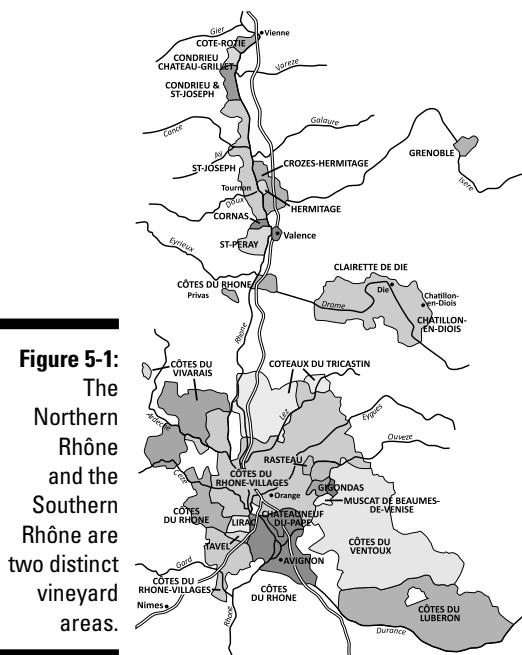 Gier
Vienne
COTE-ROTIE
CONDRIEU
CHATEAU-GRILLET
Vareze
CONDRIEU &
ST-JOSEPH
Galaure
Cance
GRENOBLE
Ay
CROZES-HERMITAGE
ST-JOSEPH
Isère
Tournon
Doux
HERMITAGE
CORNAS
Valence
Eyrieux
ST-PERAY
CLAIRETTE DE DIE
CÔTES DU RHONE
Die
Privas
Chatillon-
en-Diois
Drome
CHATILLON-
EN-DIOIS
Rhone
Figure 5-1:
The
Northern
Rhône
and the
Southern
Rhône are
two distinct
vineyard
areas.
CÔTES DU
VIVARAIS
COTEAUX DU TRICASTIN
Ardeche
Lez
Eygues
Ouveze
RASTEAU
Cèze
CÔTES DU
RHONE-VILLAGES
GIGONDAS
Orange
MUSCAT DE BEAUMES-
DE-VENISE
CÔTES
DU RHÔNE
LIRAC
CHATEAUNEUF
DU-PAPE
TAVEL
CÔTES DU
VENTOUX
Gard
AVIGNON
CÔTES DU
RHONE-VILLAGES
CÔTES
DU RHONE
Nimes
Rhone
CÔTES DU
LUBERON
Durance